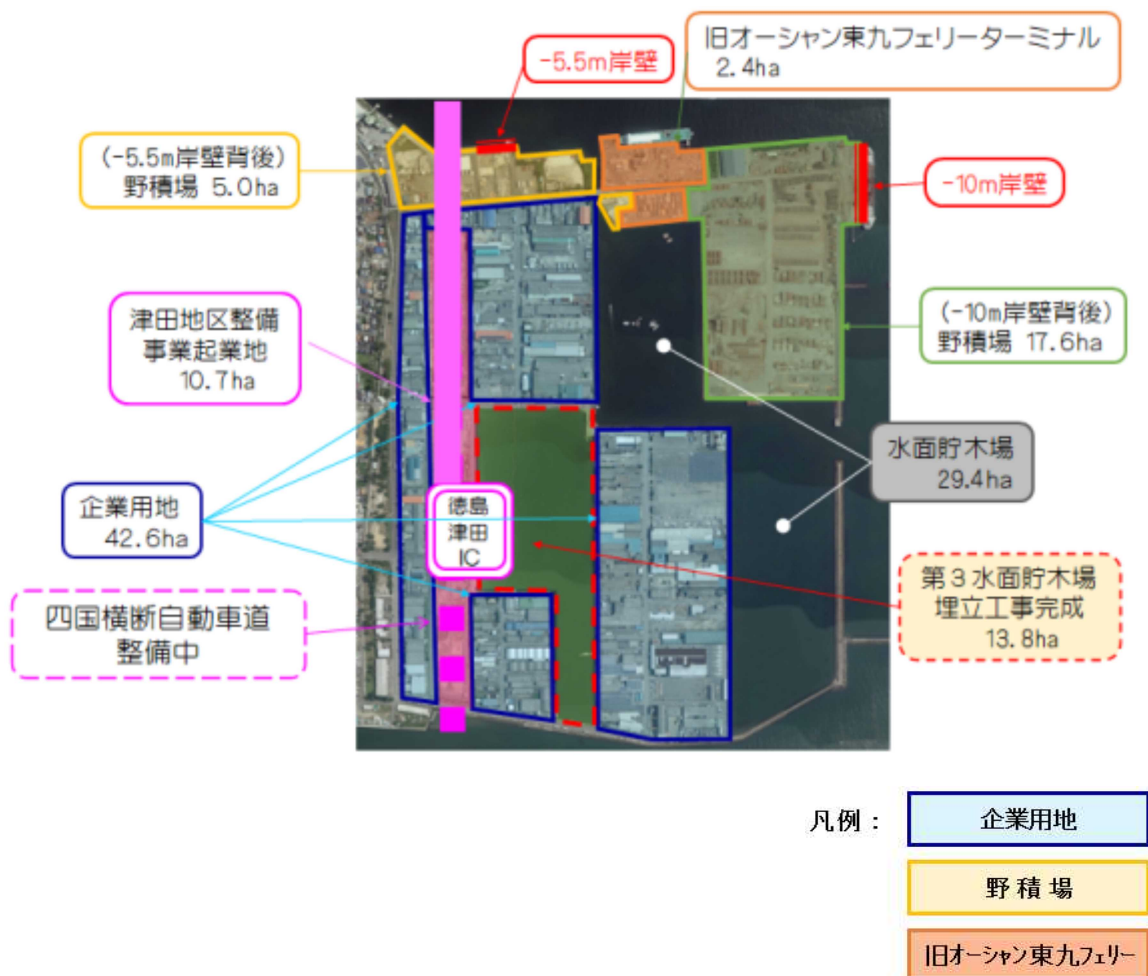 旧オーシャン東九フェリーターミナル
2.4ha
-5.5m岸壁
(-5.5m岸壁背後)
野積場 5.0ha
-10m岸壁
津田地区整備
事業起業地
10.7ha
(-10m岸壁背後)
野積場 17.6ha
水面貯木場
29.4ha
企業用地
42.6ha
徳島
津田
IC
第3水面貯木場
埋立工事完成
13.8ha
四国横断自動車道
整備中
凡例：
企業用地
野積場
旧オーシャン東九フェリー